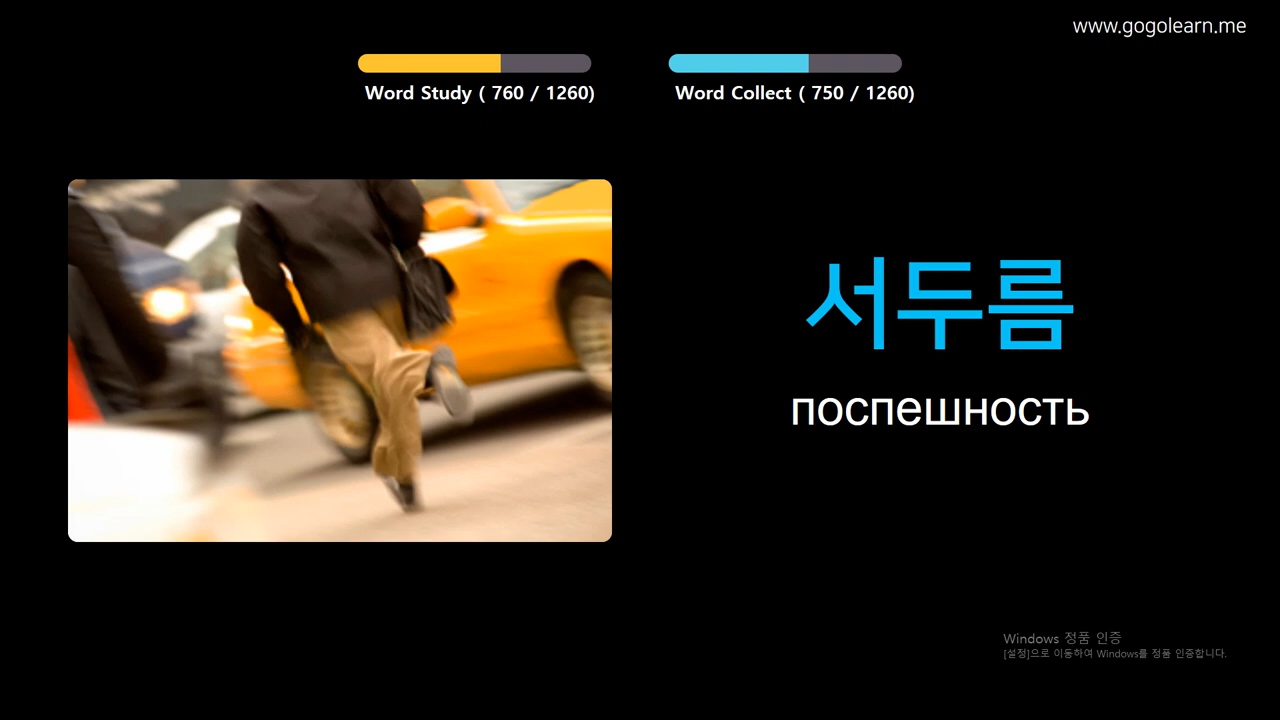 www.gogolearn.me
Word Study ( 760 / 1260)
Word Collect ( 750 / 1260)
서두름
поспешность
Windows 정품 인증
[설정]으로 이동하여 Windows를 정품 인증합니다.